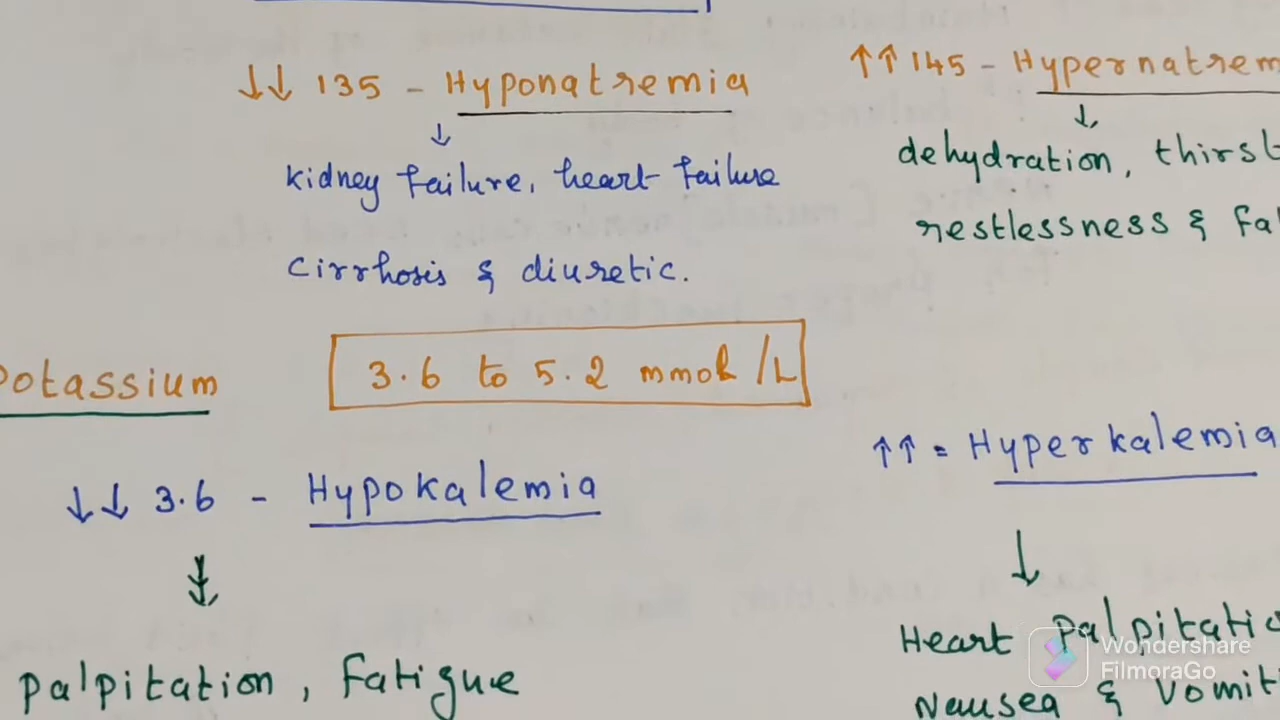 ↓↓ 135 - Hyponatremia
↑↑ 145 - Hypernatrem
↓
↓
kidney failure, heart failure
dehydration, thirst
cirrhosis & diuretic.
restlessness & fa
potassium
3.6 to 5.2 mmol/L
↓↓ 3.6 - Hypokalemia
↑↑ = Hyperkalemia
↓
↓
palpitation, Fatigue
Heart palpitatio
Nausea & vomit
Wondershare
FilmoraGo